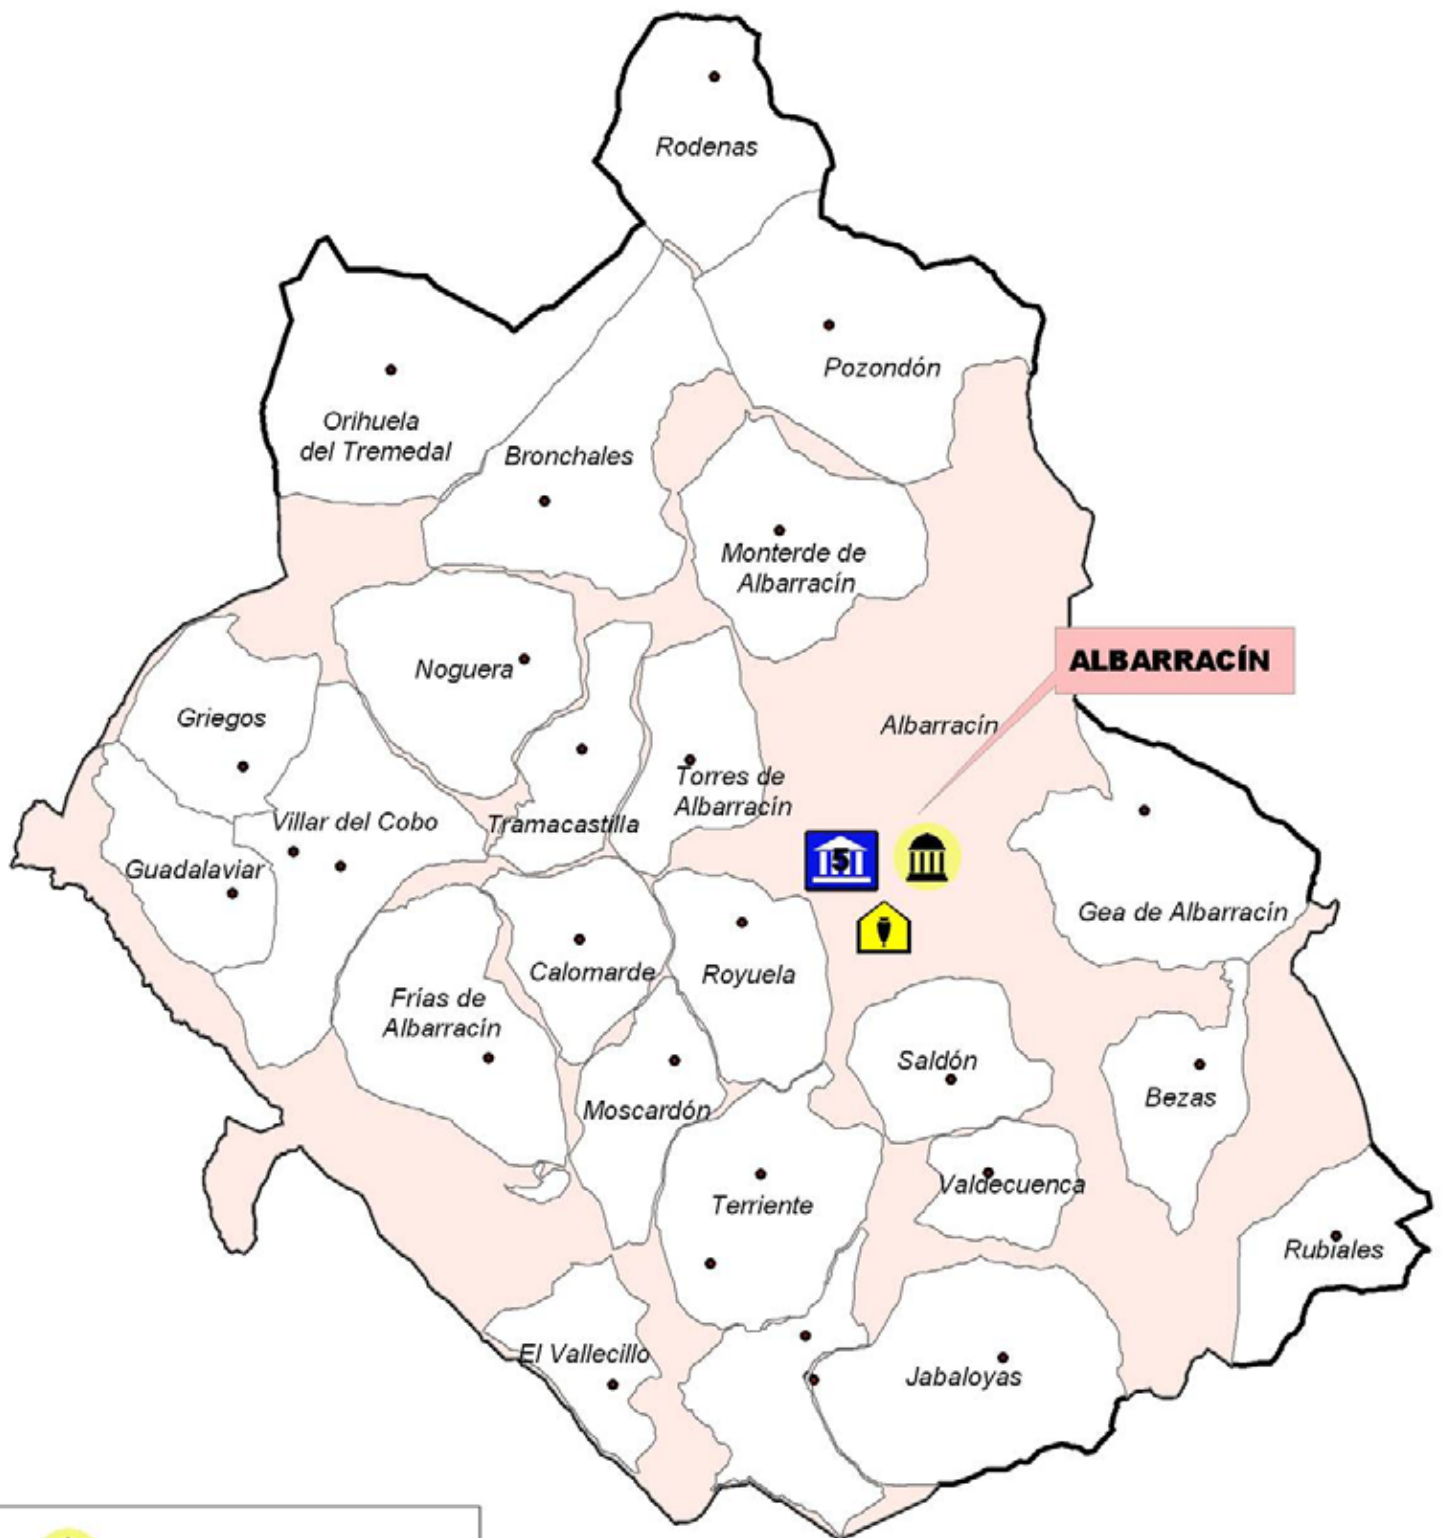 Rodenas
Pozondón
Orihuela
del Tremedal
Bronchales
Monterde de
Albarracín
Noguera
ALBARRACÍN
Griegos
Albarracín
Torres de
Albarracín
Villar del Cobo
Tramacastilla
Guadalaviar
5
Gea de Albarracín
Calomarde
Royuela
Frías de
Albarracín
Saldón
Bezas
Moscardón
Valdecuenca
Terriente
Rubiales
El Vallecillo
Jabaloyas